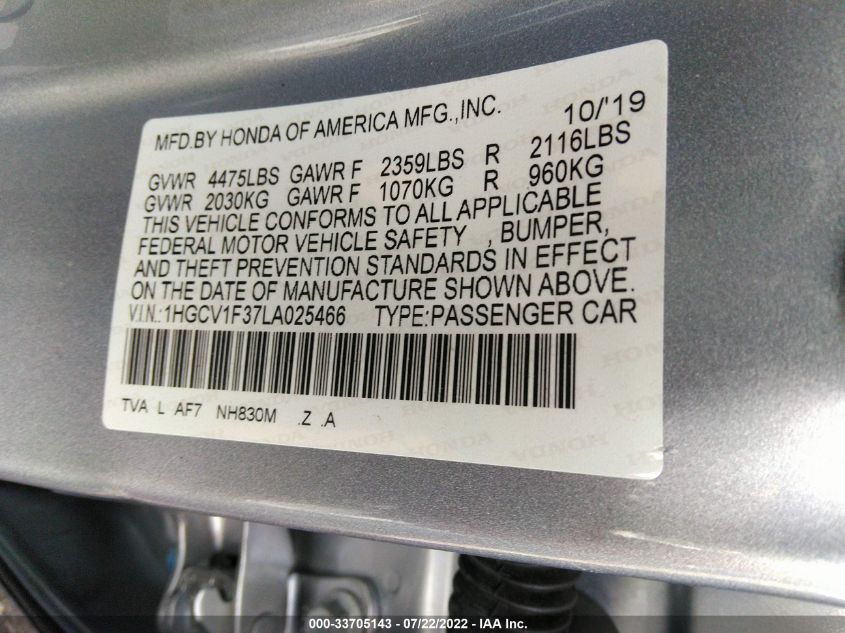 MFD.BY HONDA OF AMERICA MFG.,INC. 10/'19
GVWR 4475LBS GAWR F 2359LBS R 2116LBS
GVWR 2030KG GAWR F 1070KG R 960KG
THIS VEHICLE CONFORMS TO ALL APPLICABLE
FEDERAL MOTOR VEHICLE SAFETY , BUMPER,
AND THEFT PREVENTION STANDARDS IN EFFECT
ON THE DATE OF MANUFACTURE SHOWN ABOVE.
V.I.N.:1HGCV1F37LA025466 TYPE:PASSENGER CAR
TVA L AF7 NH830M .Z .A
000-33705143 - 07/22/2022 - IAA Inc.